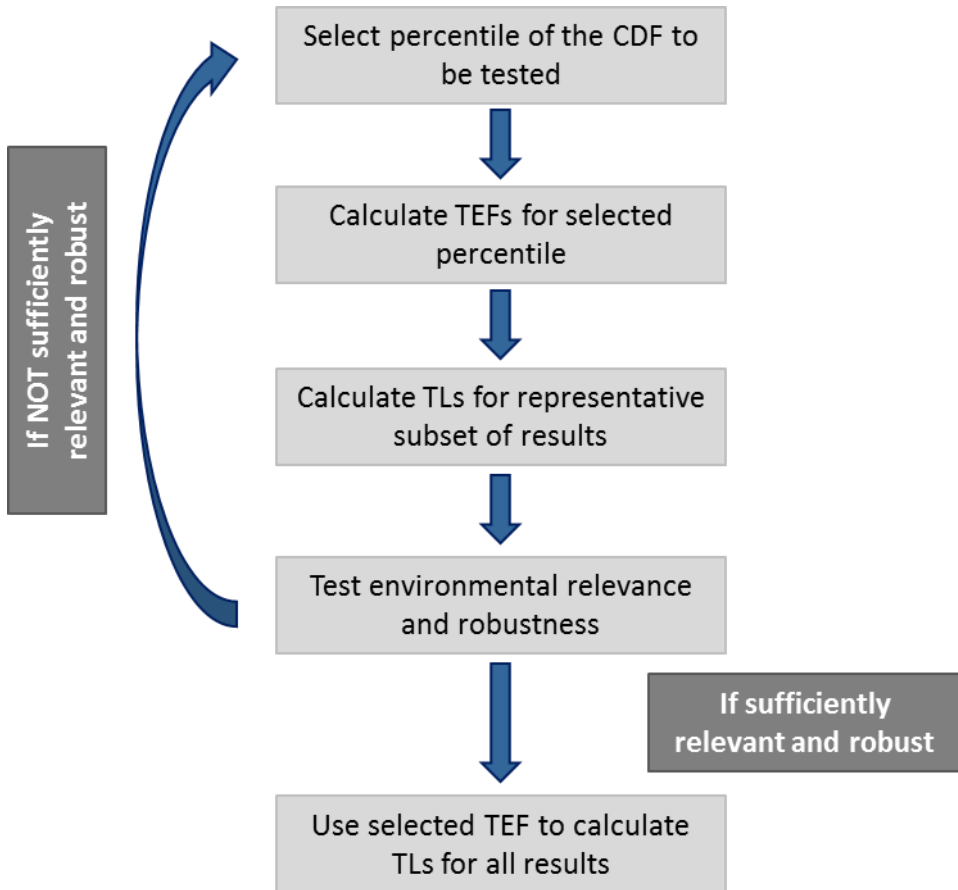 Select percentile of the CDF to
be tested
Calculate TEFs for selected
percentile
If NOT sufficiently
relevant and robust
Calculate TLs for representative
subset of results
Test environmental relevance
and robustness
If sufficiently
relevant and robust
Use selected TEF to calculate
TLs for all results